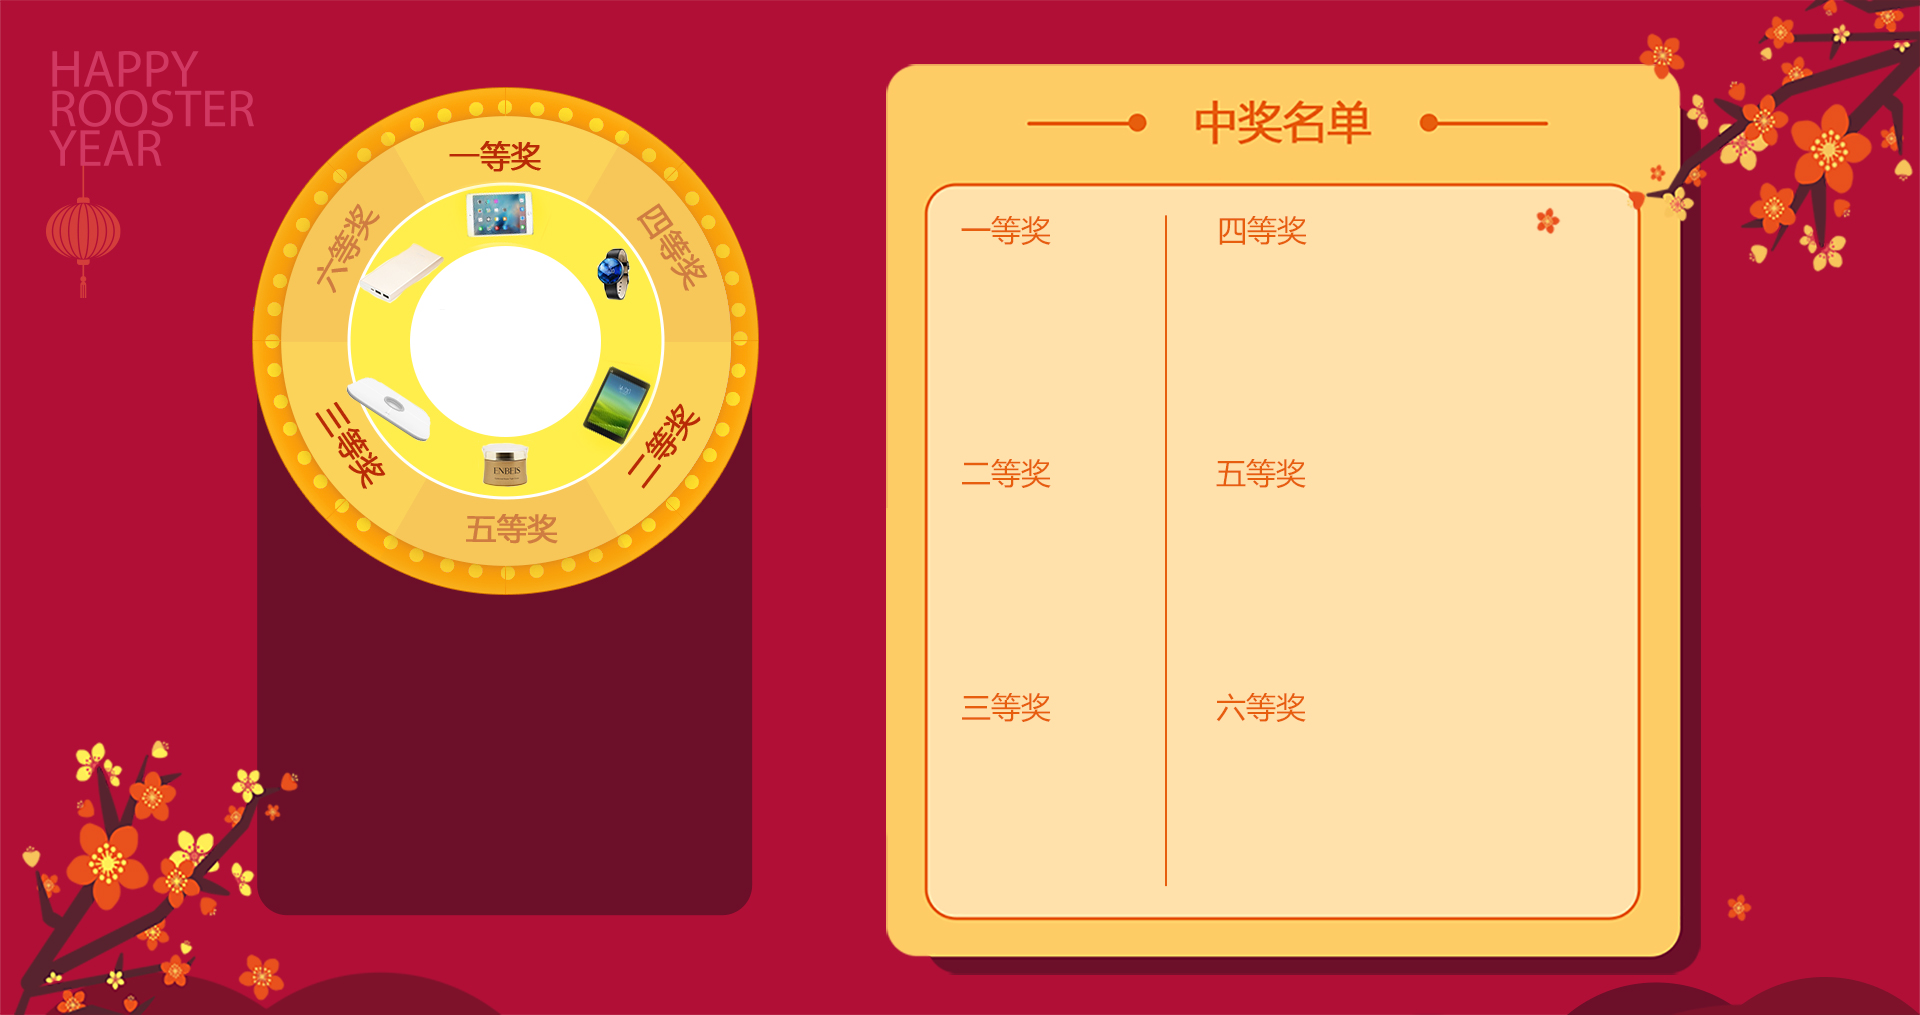 HAPPY
ROOSTER
YEAR
一等奖
四等奖
二等奖
五等奖
三等奖
六等奖
ENBEIS
中奖名单
一等奖
四等奖
二等奖
五等奖
三等奖
六等奖